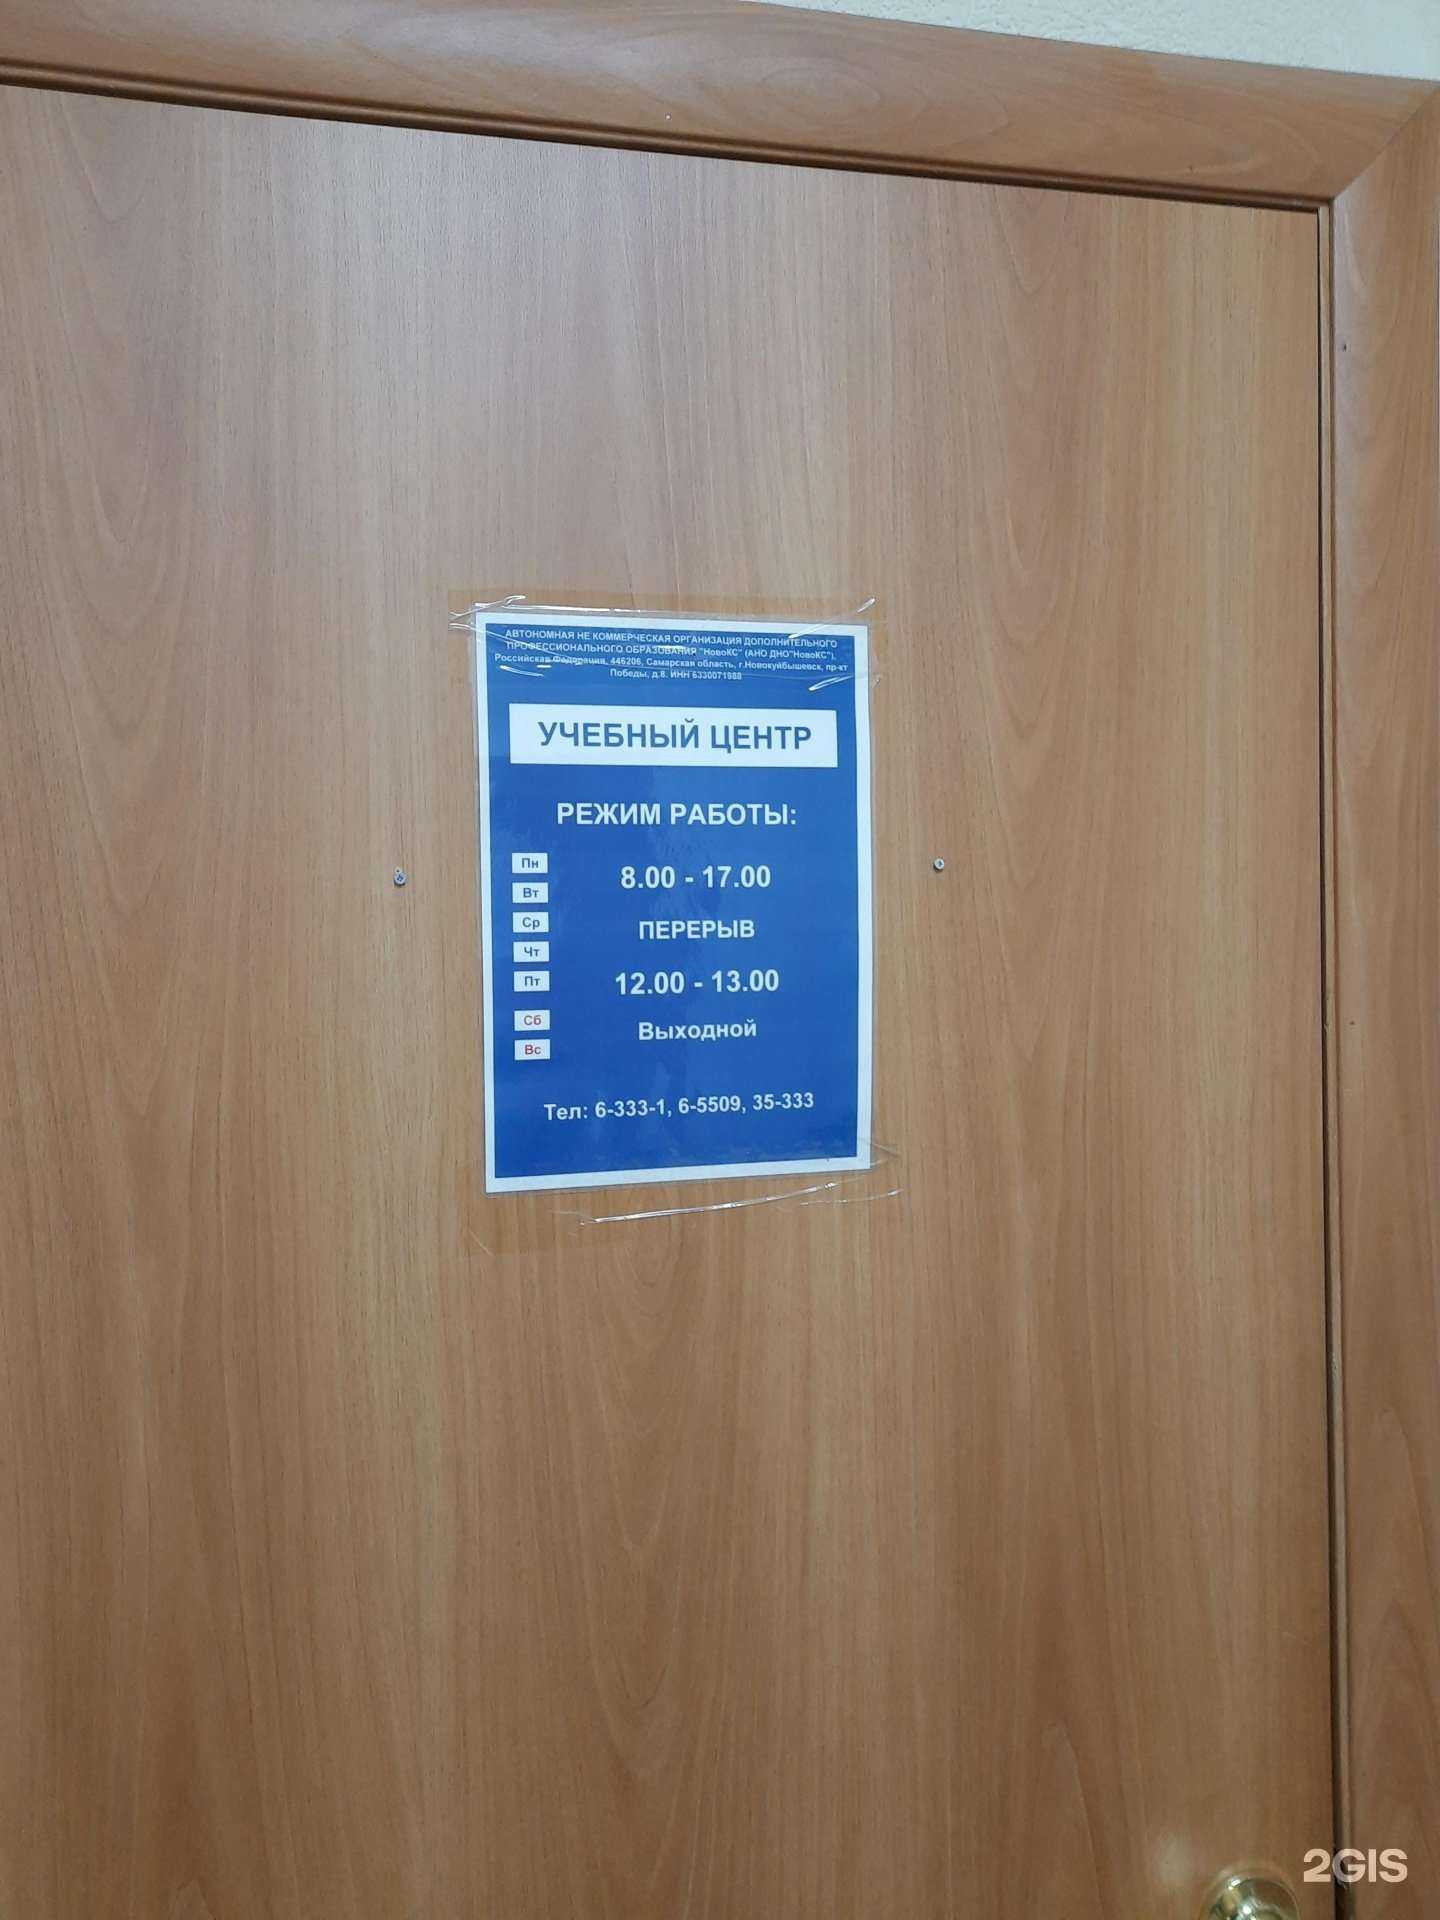 АВТОНОМНАЯ НЕ КОММЕРЧЕСКАЯ ОРГАНИЗАЦИЯ ДОПОЛНИТЕЛЬНОГО
ПРОФЕССИОНАЛЬНОГО ОБРАЗОВАНИЯ "НовоКС" (АНО ДНО"НовоКС"),
Российская Федерация, 446206, Самарская область, г.Новокуйбышевск, пр-кт
Победы, д.8. ИНН 6330071988
УЧЕБНЫЙ ЦЕНТР
РЕЖИМ РАБОТЫ:
Пн
8.00 - 17.00
Вт
Ср
ПЕРЕРЫВ
Чт
Пт
12.00 - 13.00
Сб
Выходной
Вс
Тел: 6-333-1, 6-5509, 35-333
2GIS